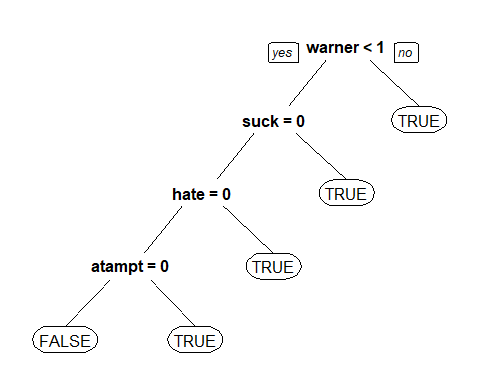 yes warner < 1 no
suck = 0 TRUE
hate = 0 TRUE
atampt = 0 TRUE
FALSE TRUE